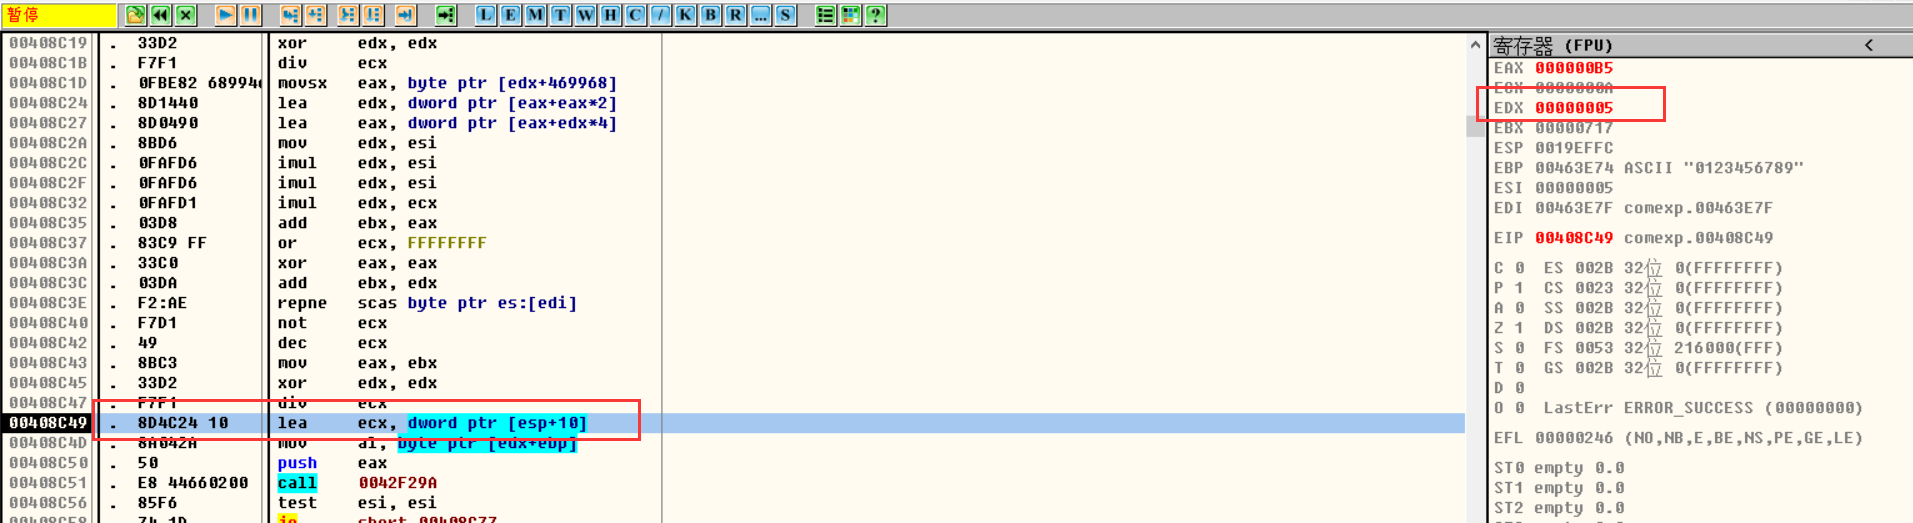 暂停 L E M T W H C / K B R ... S ?
00408C19 . 33D2 xor edx, edx
00408C1B . F7F1 div ecx
00408C1D . 0FBE82 68994 movsx eax, byte ptr [edx+469968]
00408C24 . 8D1440 lea edx, dword ptr [eax+eax*2]
00408C27 . 8D0490 lea eax, dword ptr [eax+edx*4]
00408C2A . 8BD6 mov edx, esi
00408C2C . 0FAFD6 imul edx, esi
00408C2F . 0FAFD6 imul edx, esi
00408C32 . 0FAFD1 imul edx, ecx
00408C35 . 03D8 add ebx, eax
00408C37 . 83C9 FF or ecx, FFFFFFFF
00408C3A . 33C0 xor eax, eax
00408C3C . 03DA add ebx, edx
00408C3E . F2:AE repne scas byte ptr es:[edi]
00408C40 . F7D1 not ecx
00408C42 . 49 dec ecx
00408C43 . 8BC3 mov eax, ebx
00408C45 . 33D2 xor edx, edx
00408C47 . F7F1 div ecx
00408C49 . 8D4C24 10 lea ecx, dword ptr [esp+10]
00408C4D . 8A042A mov al, byte ptr [edx+ebp]
00408C50 . 50 push eax
00408C51 . E8 44660200 call 0042F29A
00408C56 . 85F6 test esi, esi
00408C58 . 74 1D je short 00408C77
寄存器 (FPU) <
EAX 000000B5
ECX 0000000A
EDX 00000005
EBX 00000717
ESP 0019EFFC
EBP 00463E74 ASCII "0123456789"
ESI 00000005
EDI 00463E7F comexp.00463E7F
EIP 00408C49 comexp.00408C49
C 0 ES 002B 32位 0(FFFFFFFF)
P 1 CS 0023 32位 0(FFFFFFFF)
A 0 SS 002B 32位 0(FFFFFFFF)
Z 1 DS 002B 32位 0(FFFFFFFF)
S 0 FS 0053 32位 216000(FFF)
T 0 GS 002B 32位 0(FFFFFFFF)
D 0
O 0 LastErr ERROR_SUCCESS (00000000)
EFL 00000246 (NO,NB,E,BE,NS,PE,GE,LE)
ST0 empty 0.0
ST1 empty 0.0
ST2 empty 0.0